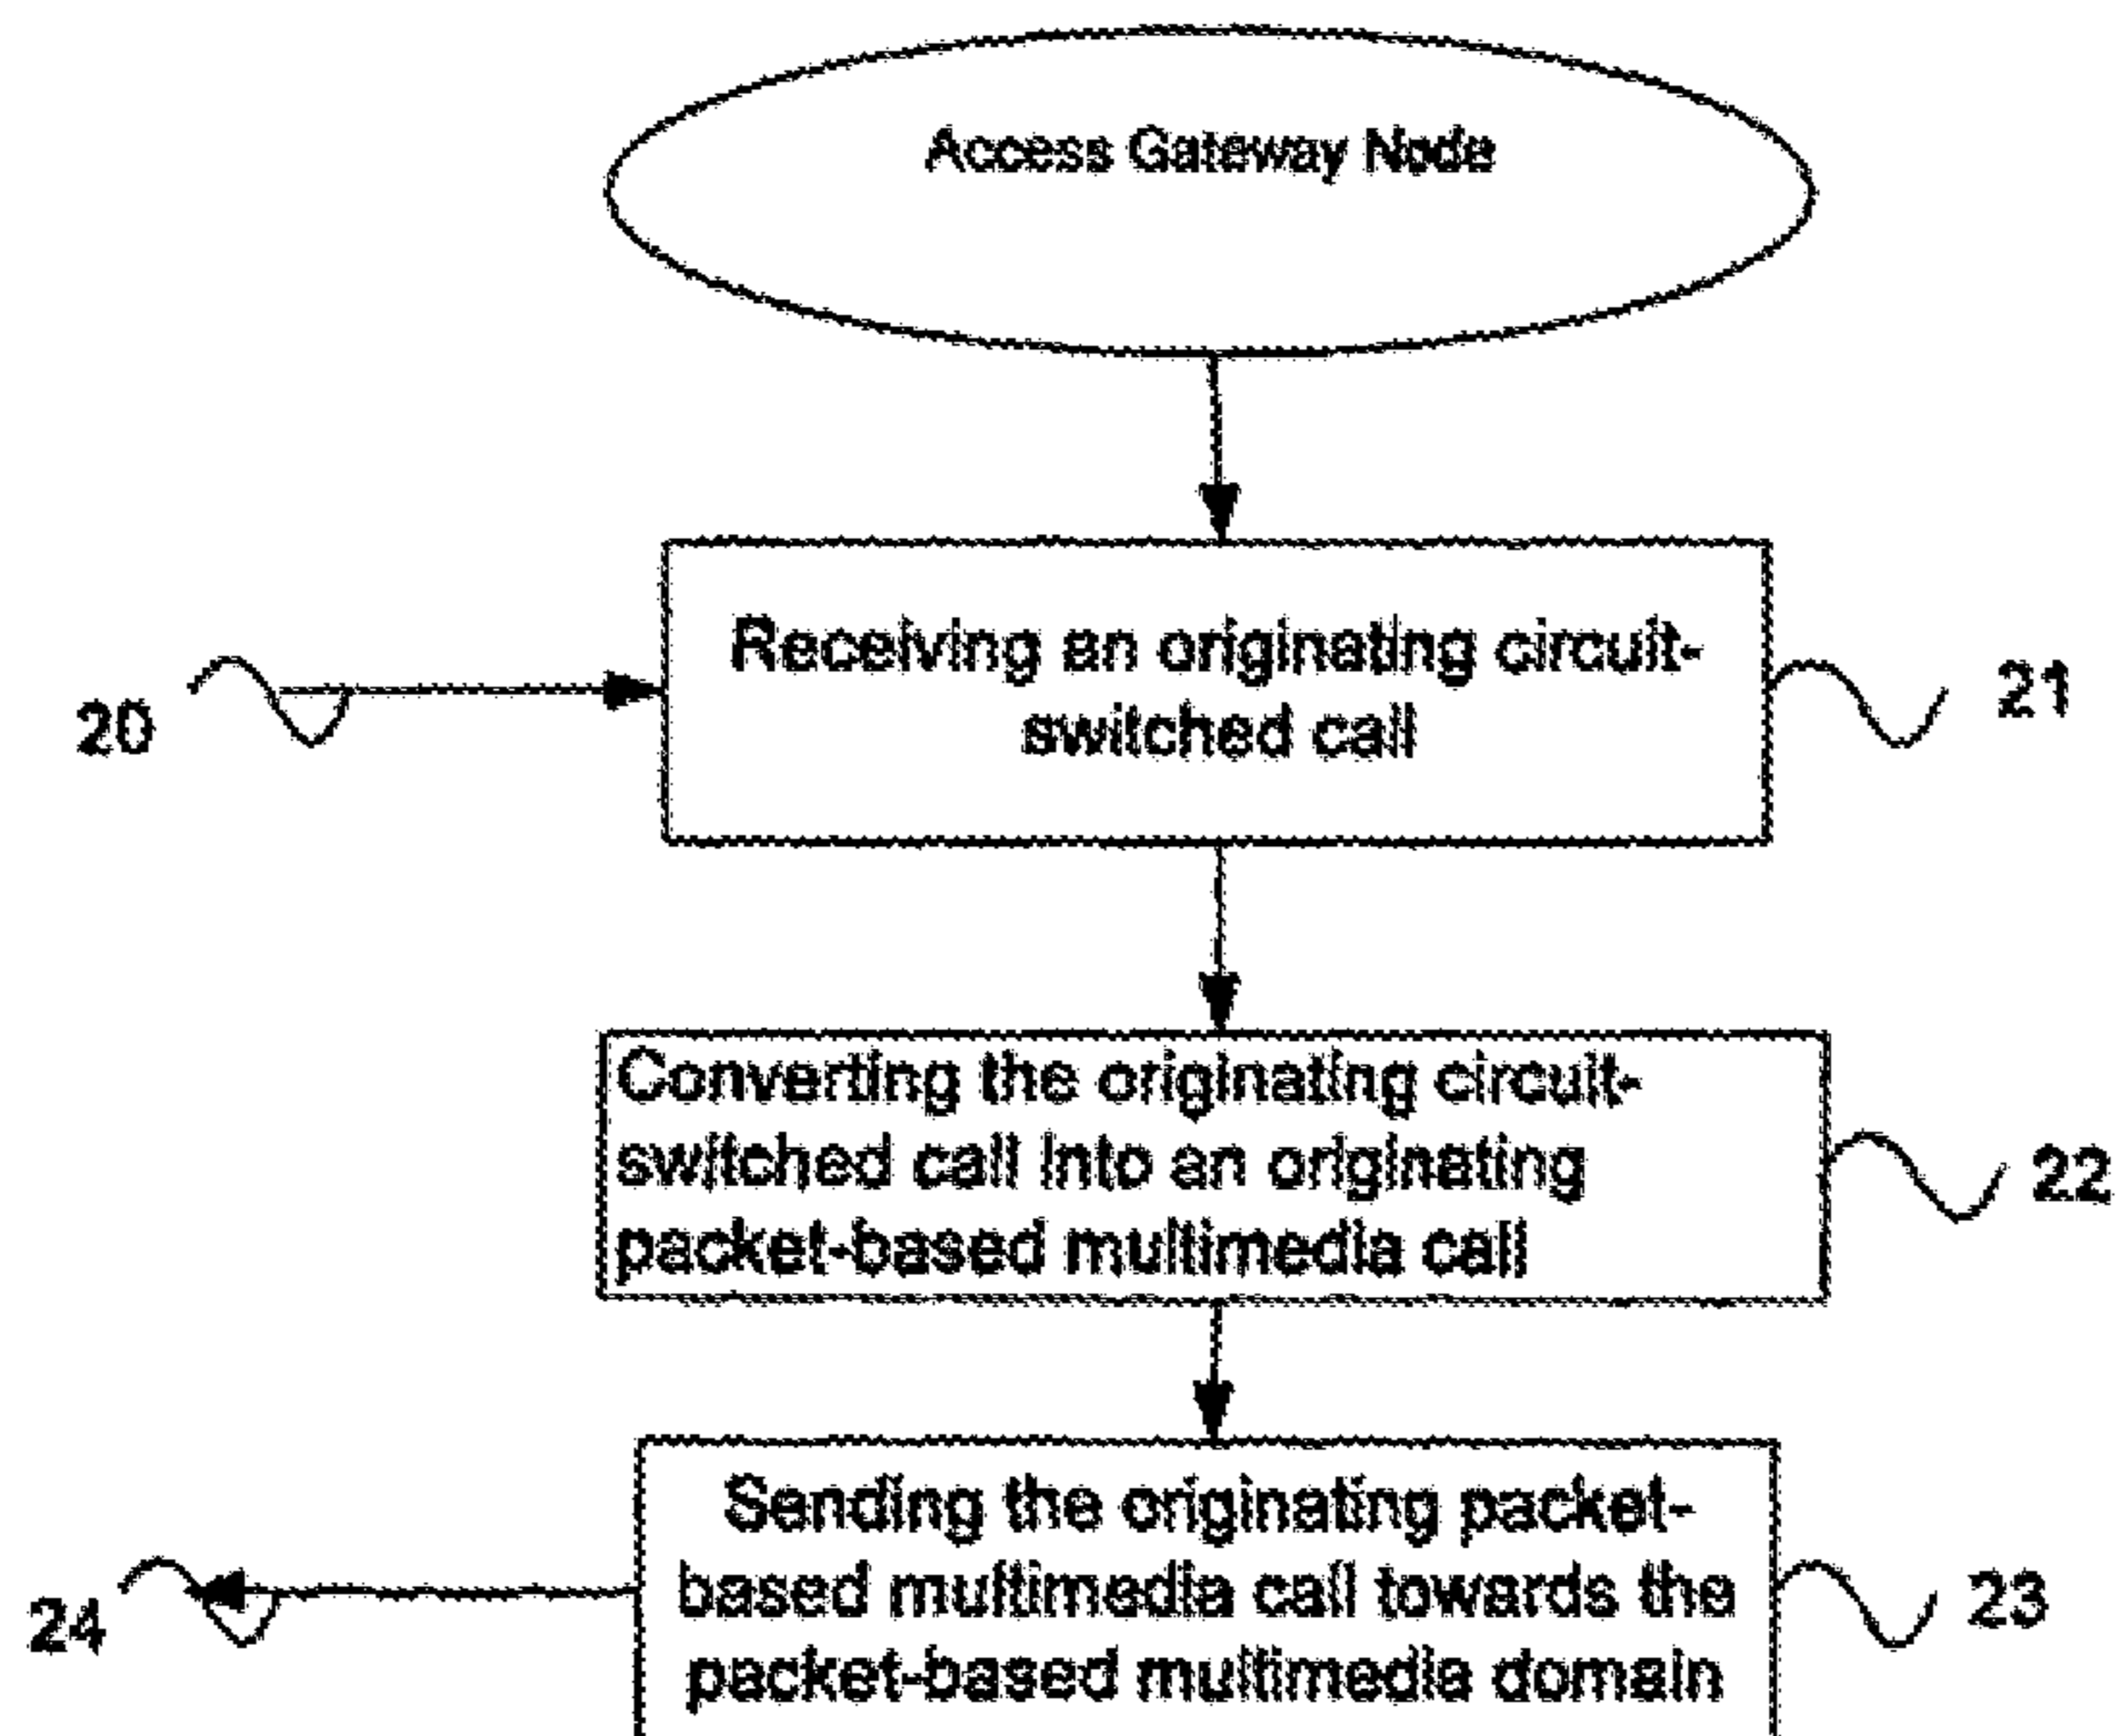 Access Gateway Node
Receiving an originating circuit-
switched call
20
21
Converting the originating circuit-
switched call into an originating
packet-based multimedia call
22
Sending the originating packet-
based multimedia call towards the
packet-based multimedia domain
24
23